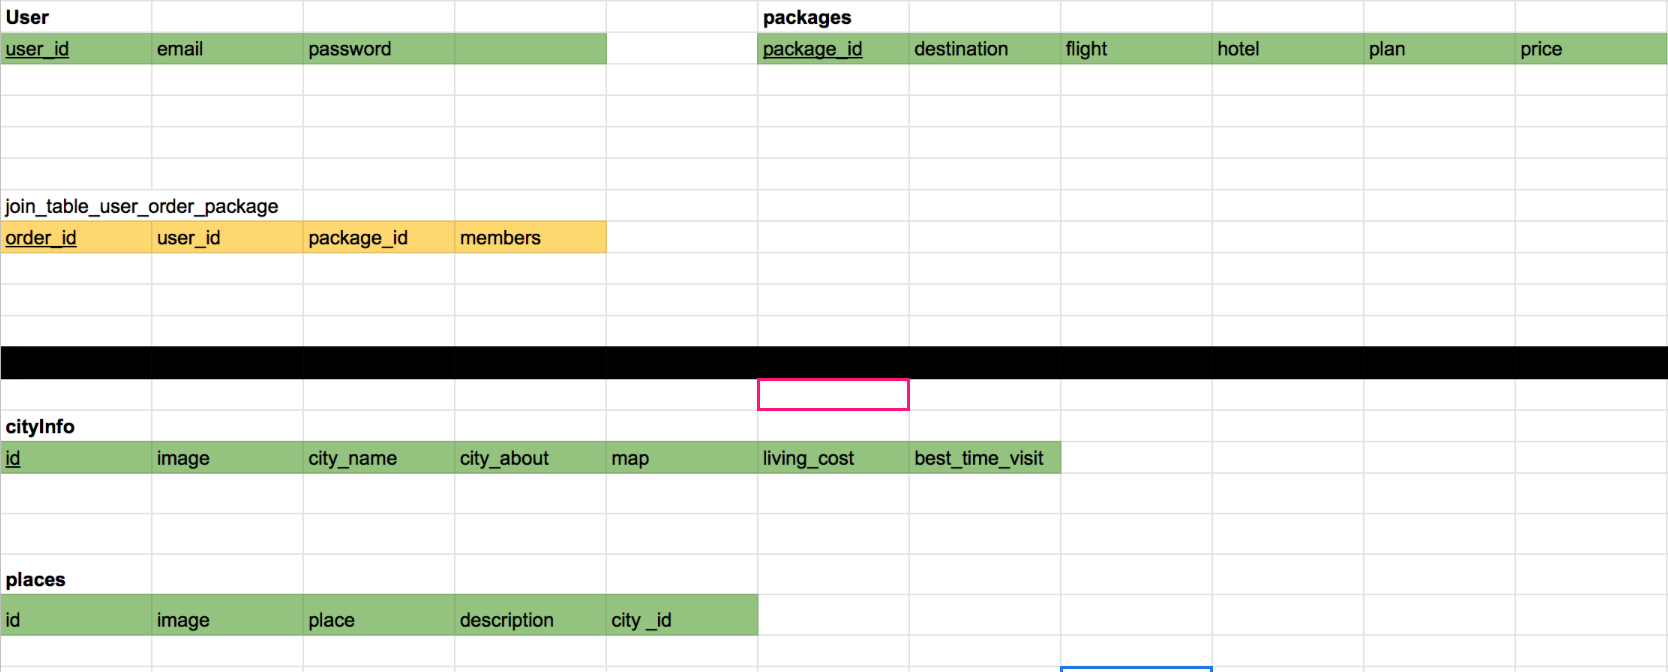 User packages
user_id email password package_id destination flight hotel plan price
join_table_user_order_package
order_id user_id package_id members
cityInfo
id image city_name city_about map living_cost best_time_visit
places
id image place description city _id